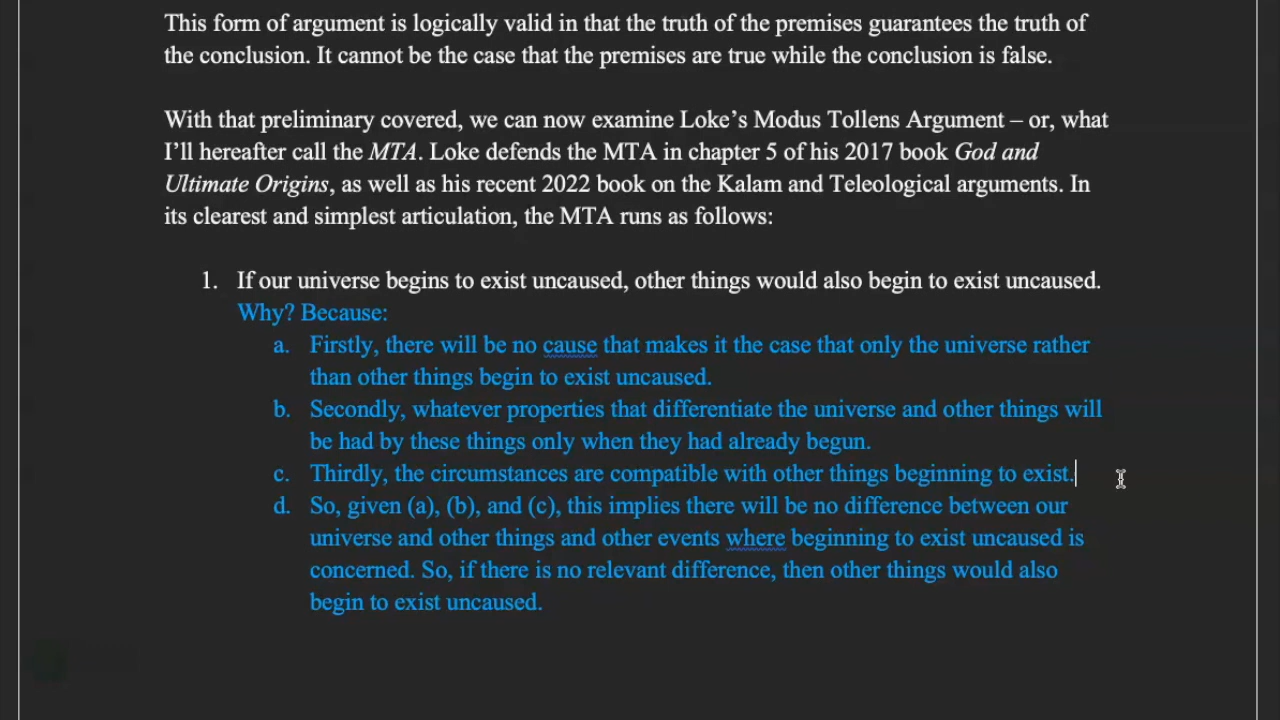 This form of argument is logically valid in that the truth of the premises guarantees the truth of
the conclusion. It cannot be the case that the premises are true while the conclusion is false.
With that preliminary covered, we can now examine Loke’s Modus Tollens Argument – or, what
I’ll hereafter call the MTA. Loke defends the MTA in chapter 5 of his 2017 book God and
Ultimate Origins, as well as his recent 2022 book on the Kalam and Teleological arguments. In
its clearest and simplest articulation, the MTA runs as follows:
1. If our universe begins to exist uncaused, other things would also begin to exist uncaused.
Why? Because:
a. Firstly, there will be no cause that makes it the case that only the universe rather
than other things begin to exist uncaused.
b. Secondly, whatever properties that differentiate the universe and other things will
be had by these things only when they had already begun.
c. Thirdly, the circumstances are compatible with other things beginning to exist.
d. So, given (a), (b), and (c), this implies there will be no difference between our
universe and other things and other events where beginning to exist uncaused is
concerned. So, if there is no relevant difference, then other things would also
begin to exist uncaused.